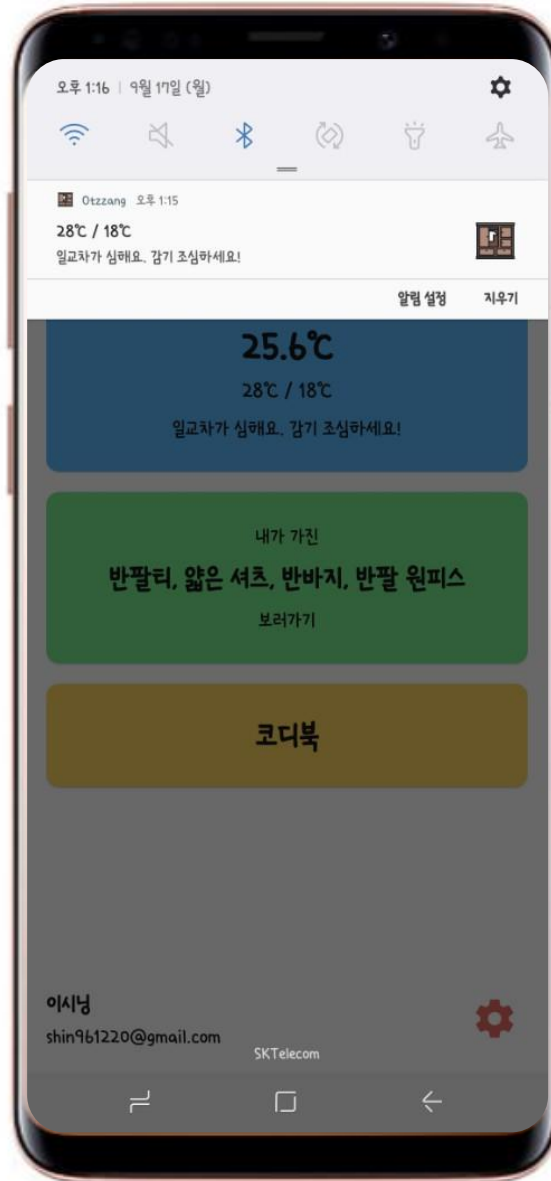 오후 1:16 | 9월 17일 (월)
Otzzang 오후 1:15
28℃ / 18℃
일교차가 심해요. 감기 조심하세요!
알림 설정 지우기
25.6℃
28℃ / 18℃
일교차가 심해요. 감기 조심하세요!
내가 가진
반팔티, 얇은 셔츠, 반바지, 반팔 원피스
보러가기
코디북
이시닝
shin961220@gmail.com
SKTelecom